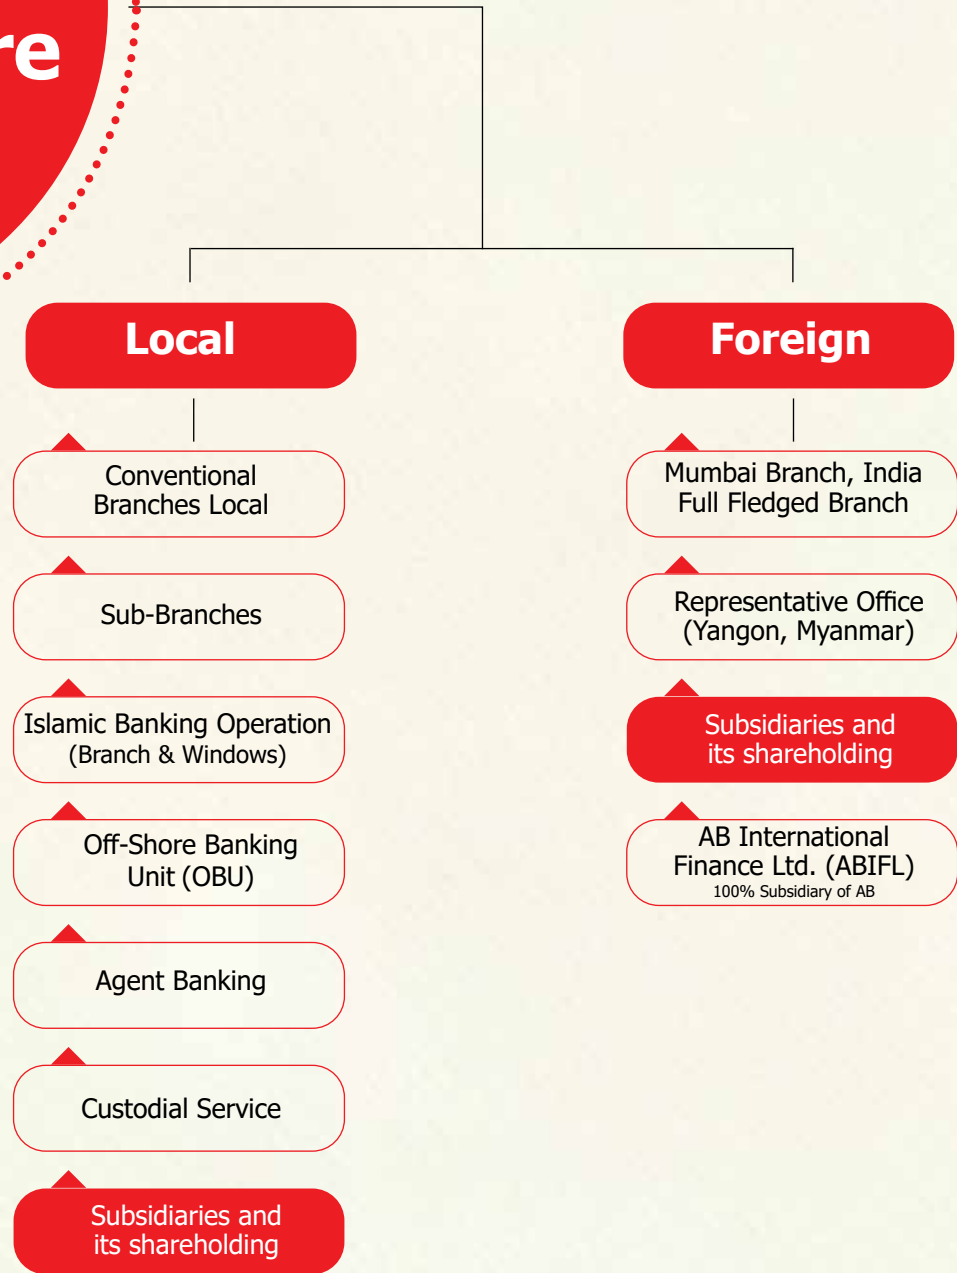 re
Local
Conventional
Branches Local
Sub-Branches
Islamic Banking Operation
(Branch & Windows)
Off-Shore Banking
Unit (OBU)
Agent Banking
Custodial Service
Subsidiaries and
its shareholding
Foreign
Mumbai Branch, India
Full Fledged Branch
Representative Office
(Yangon, Myanmar)
Subsidiaries and
its shareholding
AB International
Finance Ltd. (ABIFL)
100% Subsidiary of AB